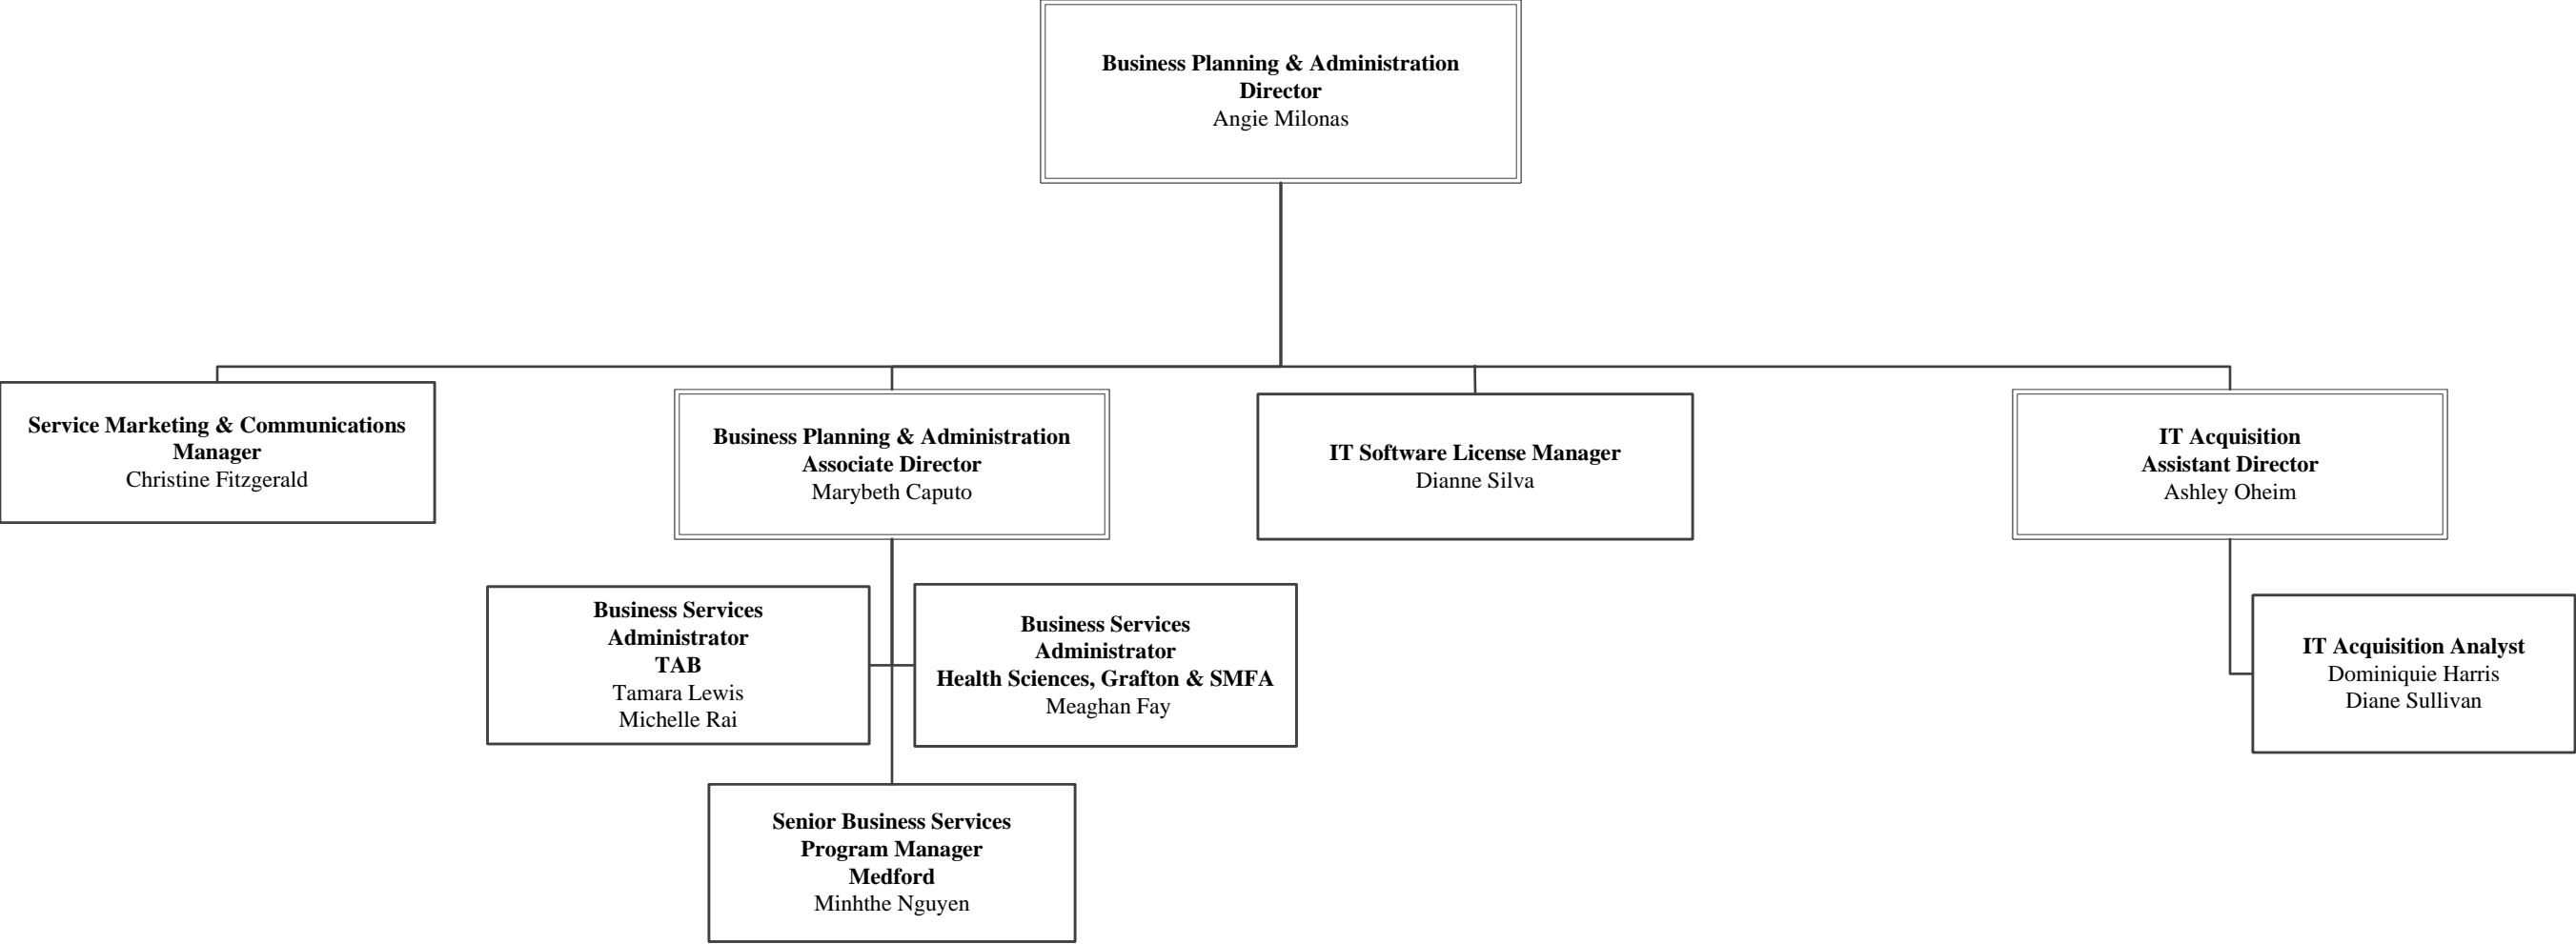 Business Planning & Administration
Director
Angie Milonas
Service Marketing & Communications
Manager
Christine Fitzgerald
Business Planning & Administration
Associate Director
Marybeth Caputo
IT Software License Manager
Dianne Silva
IT Acquisition
Assistant Director
Ashley Oheim
Business Services
Administrator
TAB
Tamara Lewis
Michelle Rai
Business Services
Administrator
Health Sciences, Grafton & SMFA
Meaghan Fay
IT Acquisition Analyst
Dominiquie Harris
Diane Sullivan
Senior Business Services
Program Manager
Medford
Minhthe Nguyen